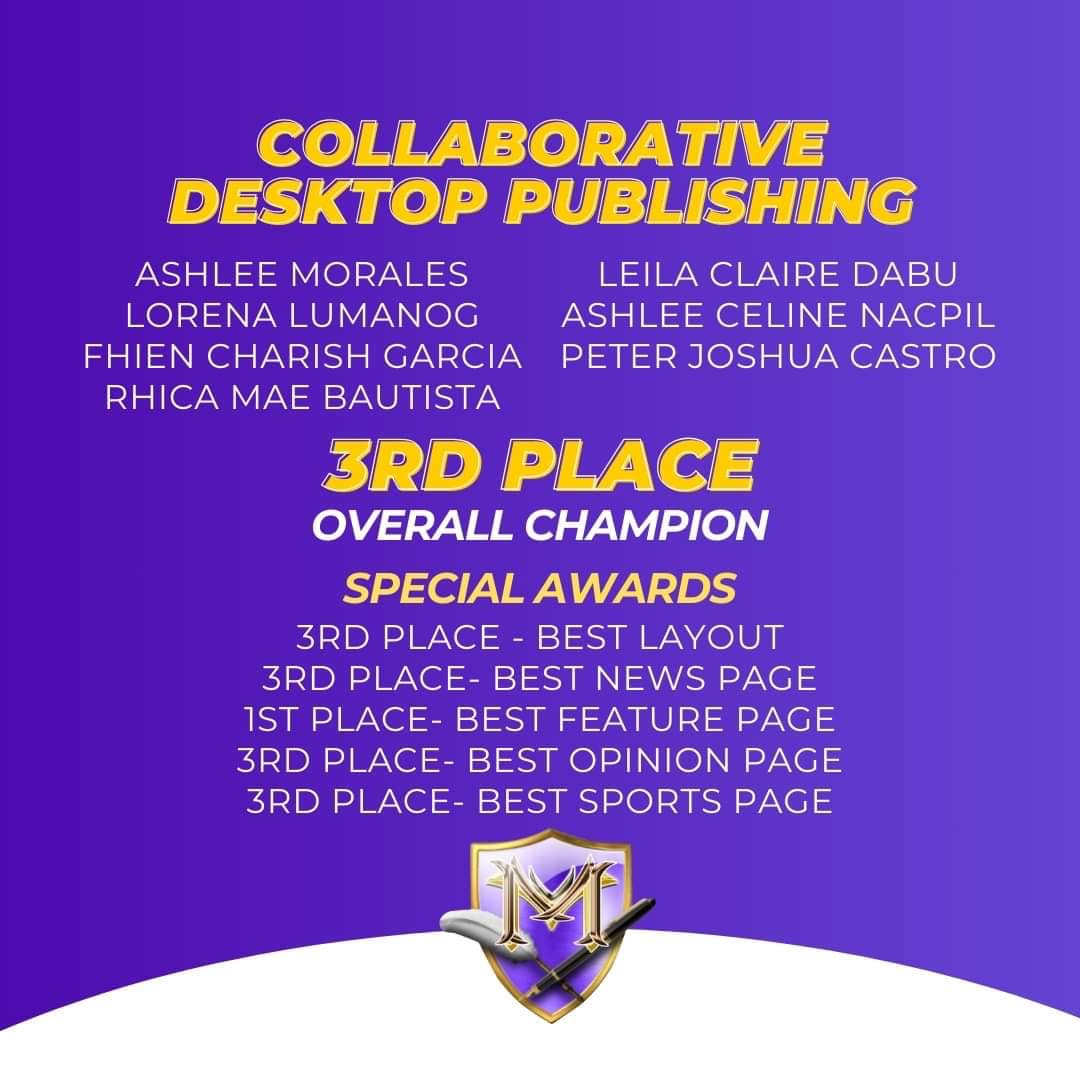 COLLABORATIVE
DESKTOP PUBLISHING
ASHLEE MORALES
LORENA LUMANOG
FHIEN CHARISH GARCIA
RHICA MAE BAUTISTA
LEILA CLAIRE DABU
ASHLEE CELINE NACPIL
PETER JOSHUA CASTRO
3RD PLACE
OVERALL CHAMPION
SPECIAL AWARDS
3RD PLACE - BEST LAYOUT
3RD PLACE- BEST NEWS PAGE
1ST PLACE- BEST FEATURE PAGE
3RD PLACE- BEST OPINION PAGE
3RD PLACE- BEST SPORTS PAGE
M